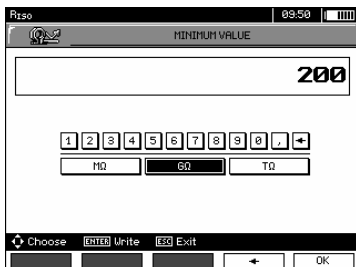 RISO 09:50
MINIMUM VALUE
200
1 2 3 4 5 6 7 8 9 0 , ←
MΩ GΩ TΩ
Choose ENTER Write ESC Exit
← OK